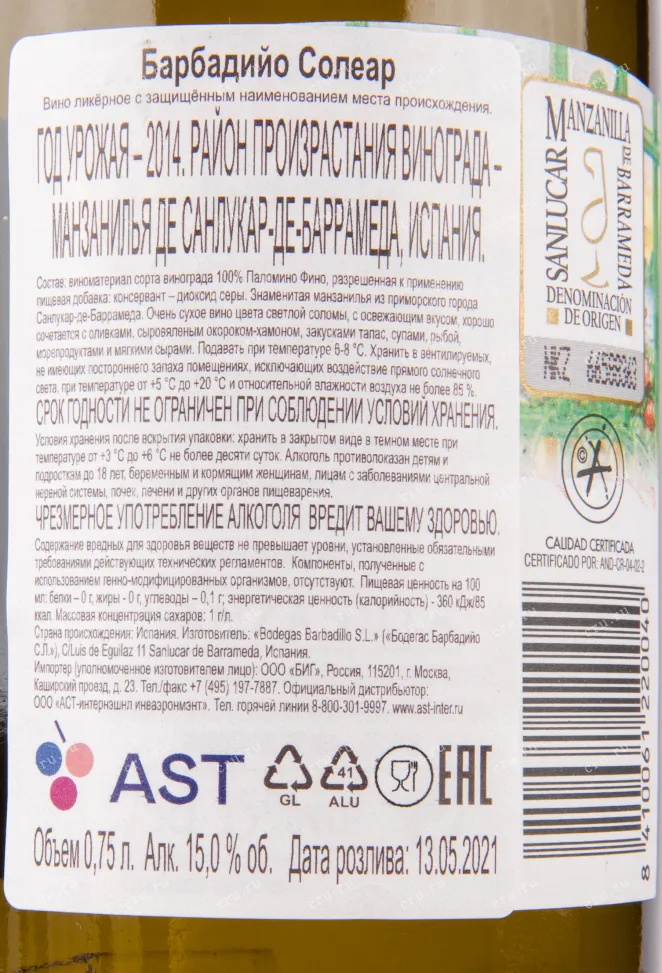 Барбадийо Солеар
Вино ликёрное с защищённым наименованием места происхождения.
ГОД УРОЖАЯ – 2014. РАЙОН ПРОИЗРАСТАНИЯ ВИНОГРАДА –
МАНЗАНИЛЬЯ ДЕ САНЛУКАР-ДЕ-БАРРАМЕДА, ИСПАНИЯ.
Состав: виноматериал сорта винограда 100% Паломино Фино, разрешенная к применению
пищевая добавка: консервант – диоксид серы. Знаменитая манзанилья из приморского города
Санлукар-де-Баррамеда. Очень сухое вино цвета светлой соломы, с освежающим вкусом, хорошо
сочетается с оливками, сыровяленым окороком-хамоном, закусками тапас, супами, рыбой,
морепродуктами и мягкими сырами. Подавать при температуре 6-8 °С. Хранить в вентилируемых,
не имеющих постороннего запаха помещениях, исключающих воздействие прямого солнечного
света, при температуре от +5 °С до +20 °С и относительной влажности воздуха не более 85 %.
СРОК ГОДНОСТИ НЕ ОГРАНИЧЕН ПРИ СОБЛЮДЕНИИ УСЛОВИЙ ХРАНЕНИЯ.
Условия хранения после вскрытия упаковки: хранить в закрытом виде в темном месте при
температуре от +3 °С до +6 °С не более десяти суток. Алкоголь противопоказан детям и
подросткам до 18 лет, беременным и кормящим женщинам, лицам с заболеваниями центральной
нервной системы, почек, печени и других органов пищеварения.
ЧРЕЗМЕРНОЕ УПОТРЕБЛЕНИЕ АЛКОГОЛЯ ВРЕДИТ ВАШЕМУ ЗДОРОВЬЮ.
Содержание вредных для здоровья веществ не превышает уровни, установленные обязательными
требованиями действующих технических регламентов. Компоненты, полученные с
использованием генно-модифицированных организмов, отсутствуют. Пищевая ценность на 100
мл: белки – 0 г, жиры - 0 г, углеводы – 0,1 г; энергетическая ценность (калорийность) - 360 кДж/85
ккал. Массовая концентрация сахаров: 1 г/л.
Страна происхождения: Испания. Изготовитель: «Bodegas Barbadillo S.L.» («Бодегас Барбадийо
С.Л.»), C/Luis de Eguilaz 11 Sanlucar de Barrameda, Испания.
Импортер (уполномоченное изготовителем лицо): ООО «БИГ», Россия, 115201, г. Москва,
Каширский проезд, д. 23. Тел./факс +7 (495) 197-7887. Официальный дистрибьютор:
ООО «АСТ-интернэшнл инваэронмэнт». Тел. горячей линии 8-800-301-9997. www.ast-inter.ru
AST
GL
41
ALU
EAC
Объем 0,75 л. Алк. 15,0 % об. Дата розлива: 13.05.2021
MANZANILLA
SANLUCAR
DE BARRAMEDA
DENOMINACIÓN
DE ORIGEN
CALIDAD CERTIFICADA
CERTIFICADO POR: AND-CR-04-02-2
8 410061 220040